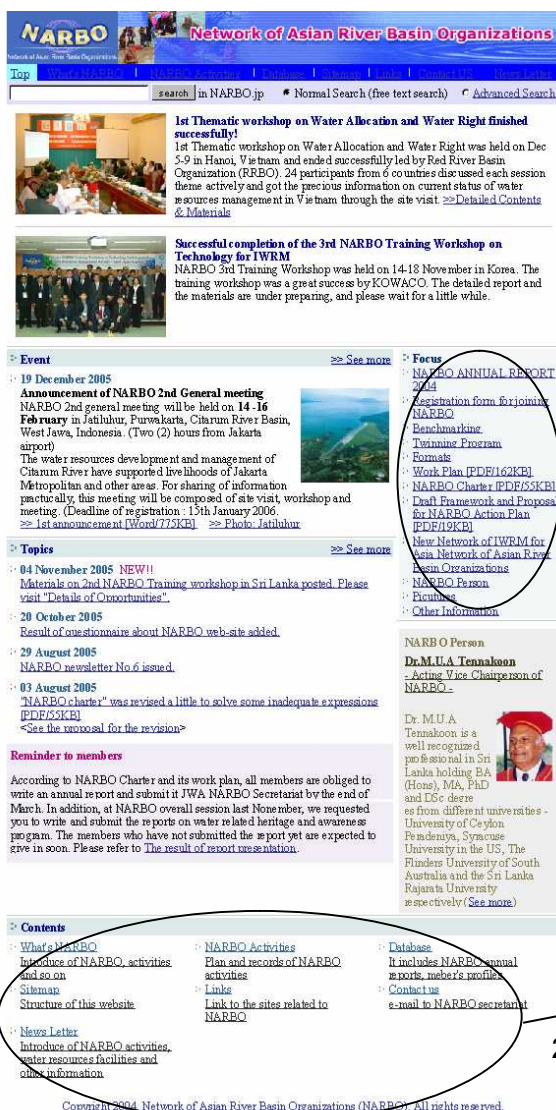 NARBO
Network of Asian River Basin Organizations
Network of Asian River Basin Organizations
Top | What's NARBO | NARBO Activities | Database | Sitemap | Links | Contact US News Letter
search in NARBO.jp Normal Search (free text search) Advanced Search
1st Thematic workshop on Water Allocation and Water Right finished
successfully!
1st Thematic workshop on Water Allocation and Water Right was held on Dec
5-9 in Hanoi, Vietnam and ended successfully led by Red River Basin
Organization (RRBO). 24 participants from 6 countries discussed each session
theme actively and got the precious information on current status of water
resources management in Vietnam through the site visit. >>Detailed Contents
& Materials
Successful completion of the 3rd NARBO Training Workshop on
Technology for IWRM
NARBO 3rd Training Workshop was held on 14-18 November in Korea. The
training workshop was a great success by KOWACO. The detailed report and
the materials are under preparing, and please wait for a little while.
Event >> See more
19 December 2005
Announcement of NARBO 2nd General meeting
NARBO 2nd general meeting will be held on 14 -16
February in Jatiluhur, Purwakarta, Citarum River Basin,
West Jawa, Indonesia. (Two (2) hours from Jakarta
airport)
The water resources development and management of
Citarum River have supported livelihoods of Jakarta
Metropolitan and other areas. For sharing of information
practucally, this meeting will be composed of site visit, workshop and
meeting. (Deadline of registration : 15th January 2006.
>> 1st announcement [Word/775KB] >> Photo: Jatiluhur
Topics >> See more
04 November 2005 NEW!!
Materials on 2nd NARBO Training workshop in Sri Lanka posted. Please
visit "Details of Opportunities".
20 October 2005
Result of questionnaire about NARBO web-site added.
29 August 2005
NARBO newsletter No.6 issued.
03 August 2005
"NARBO charter" was revised a little to solve some inadequate expressions
[PDF/55KB]
<See the proposal for the revision>
Reminder to members
According to NARBO Charter and its work plan, all members are obliged to
write an annual report and submit it JWA NARBO Secretariat by the end of
March. In addition, at NARBO overall session last Nonember, we requested
you to write and submit the reports on water related heritage and awareness
program. The members who have not submitted the report yet are expected to
give in soon. Please refer to The result of report presentation.
Focus
NARBO ANNUAL REPORT
2004
Registration form for joining
NARBO
Benchmarking
Twinning Program
Formats
Work Plan [PDF/162KB]
NARBO Charter [PDF/55KB]
Draft Framework and Proposal
for NARBO Action Plan
[PDF/19KB]
New Network of IWRM for
Asia Network of Asian River
Basin Organizations
NARBO Person
Picutures
Other Information
NARBO Person
Dr.M.U.A Tennakoon
- Acting Vice Chairperson of
NARBO -
Dr. M.U.A
Tennakoon is a
well recognized
professional in Sri
Lanka holding BA
(Hons), MA, PhD
and DSc degre
es from different universities -
University of Ceylon
Peradeniya, Syracuse
University in the US, The
Flinders University of South
Australia and the Sri Lanka
Rajarata University
respectively (See more)
Contents
What's NARBO
Introduce of NARBO, activities
and so on
NARBO Activities
Plan and records of NARBO
activities
Database
It includes NARBO annual
reports, meber's profiles
Sitemap
Structure of this website
Links
Link to the sites related to
NARBO
Contact us
e-mail to NARBO secretariat
News Letter
Introduce of NARBO activities,
water resources facilities and
other information
2
Copyright 2004. Network of Asian River Basin Organizations (NARBO). All rights reserved.